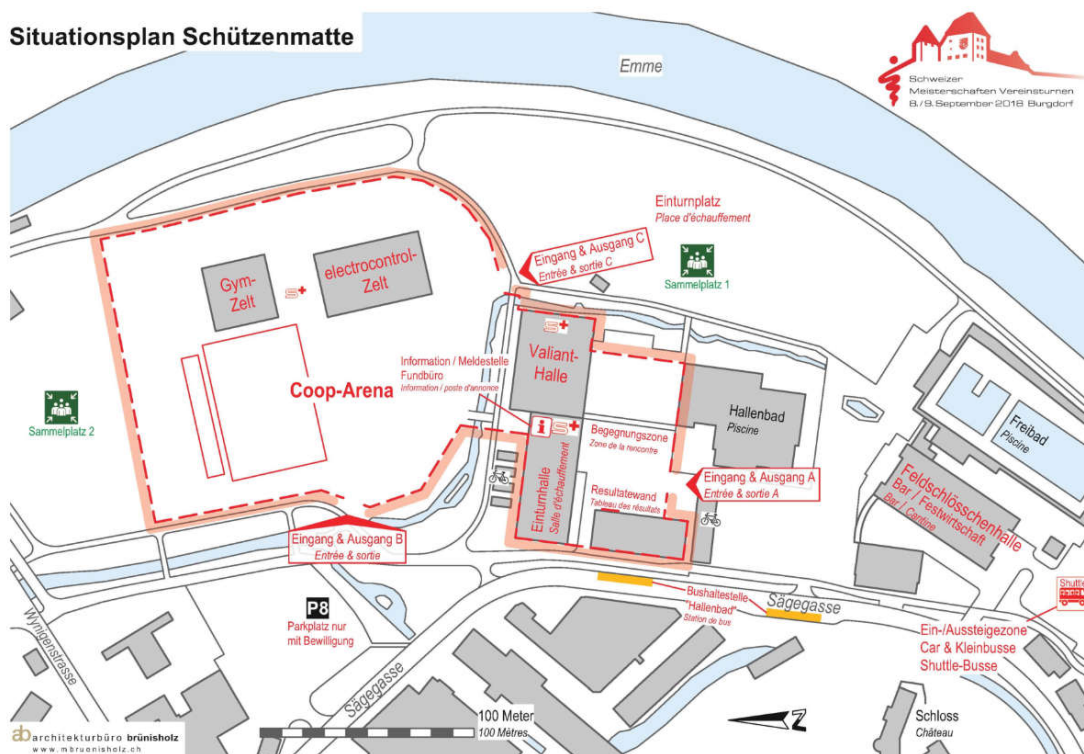 Situationsplan Schützenmatte
Emme
Schweizer
Meisterschaften Vereinsturnen
8./9. September 2018 Burgdorf
Einturnplatz
Place d'échauffement
Eingang & Ausgang C
Entrée & sortie C
Sammelplatz 1
Gym-
Zelt
electrocontrol-
Zelt
Information / Meldestelle
Fundbüro
Information / poste d'annonce
Valiant-
Halle
Coop-Arena
Sammelplatz 2
Hallenbad
Piscine
Freibad
Piscine
Begegnungszone
Zone de la rencontre
Eingang & Ausgang A
Entrée & sortie A
Einturnhalle
Salle d'échauffement
Resultatewand
Tableau des résultats
Feldschlösschenhalle
Bar / Festwirtschaft
Bar / Cantine
Eingang & Ausgang B
Entrée & sortie
P8
Parkplatz nur
mit Bewilligung
Bushaltestelle
"Hallenbad"
Station de bus
Sägegasse
Shuttle
Ein-/Aussteigezone
Car & Kleinbusse
Shuttle-Busse
Wynigenstrasse
Sägegasse
100 Meter
100 Mètres
N
Schloss
Château
ab architekturbüro brünisholz
www.mbruonisholz.ch